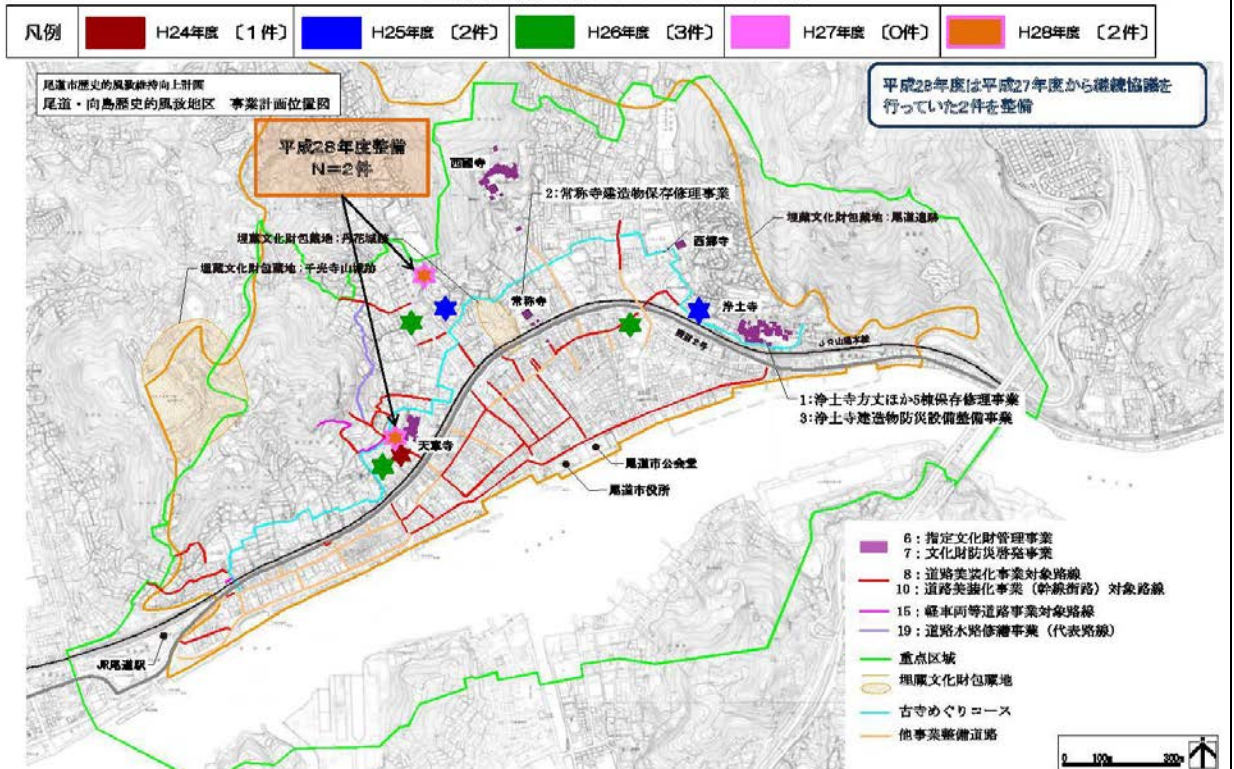 凡例 H24年度 〔1件〕 H25年度 〔2件〕 H26年度 〔3件〕 H27年度 〔0件〕 H28年度 〔2件〕
尾道市歴史的風致維持向上計画
尾道・向島歴史的風致地区 事業計画位置図
平成28年度は平成27年度から継続協議を
行っていた2件を整備
平成28年度整備
N=2件
西國寺
2:常称寺建造物保存修理事業
埋蔵文化財包蔵地:尾道遺跡
埋蔵文化財包蔵地:丹花城跡
西郷寺
埋蔵文化財包蔵地:千光寺山城跡
常称寺
浄土寺
国道2号
JR山陽本線
1:浄土寺方丈ほか5棟保存修理事業
3:浄土寺建造物防災設備整備事業
天寧寺
尾道市公会堂
尾道市役所
JR尾道駅
6:指定文化財管理事業
7:文化財防災啓発事業
8:道路美装化事業対象路線
10:道路美装化事業(幹線街路)対象路線
15:軽車両等道路事業対象路線
19:道路水路修繕事業(代表路線)
重点区域
埋蔵文化財包蔵地
古寺めぐりコース
他事業整備道路
0 100m 300m